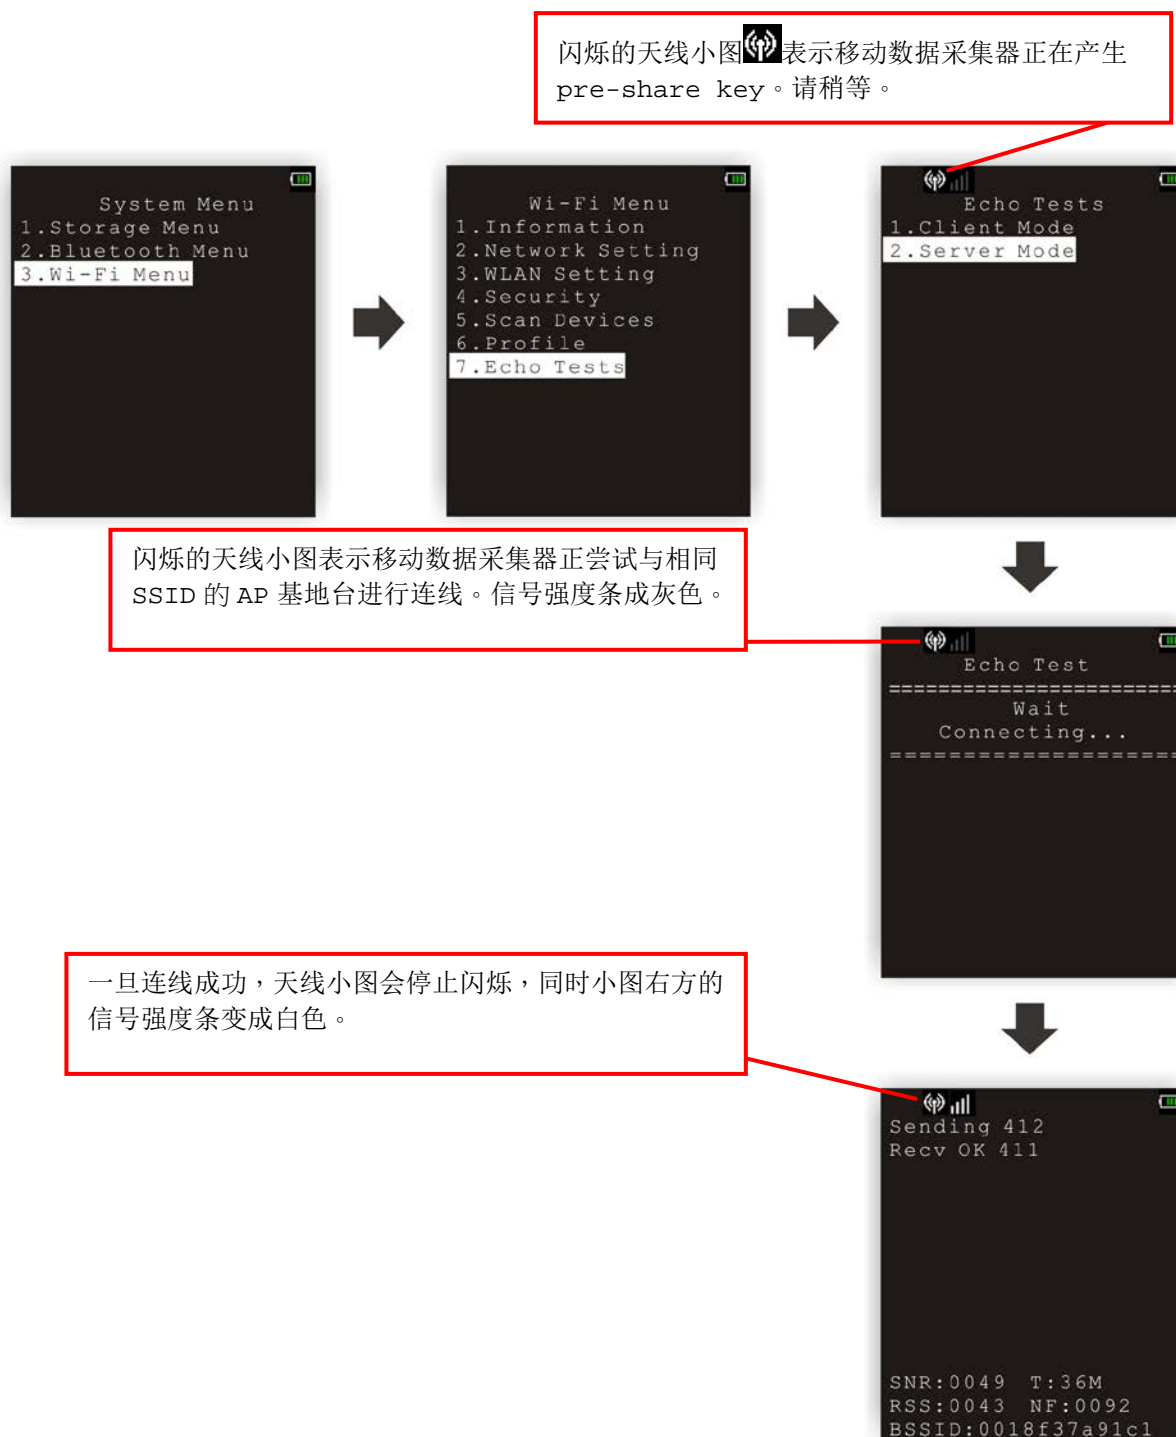 闪烁的天线小图表示移动数据采集器正在产生
pre-share key。请稍等。
System Menu
1.Storage Menu
2.Bluetooth Menu
3.Wi-Fi Menu
Wi-Fi Menu
1.Information
2.Network Setting
3.WLAN Setting
4.Security
5.Scan Devices
6.Profile
7.Echo Tests
Echo Tests
1.Client Mode
2.Server Mode
闪烁的天线小图表示移动数据采集器正尝试与相同
SSID 的 AP 基地台进行连线。信号强度条成灰色。
Echo Test
=======================
Wait
Connecting...
=====================
一旦连线成功，天线小图会停止闪烁，同时小图右方的
信号强度条变成白色。
Sending 412
Recv OK 411
SNR:0049 T:36M
RSS:0043 NF:0092
BSSID:0018f37a91c1